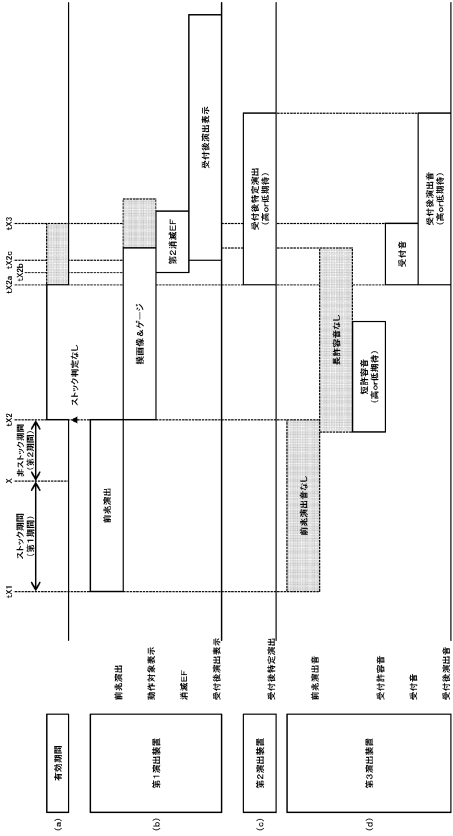 tX1
X
tX2
tX2a
tX2b
tX2c
tX3
ストック期間
(第1期間)
非ストック期間
(第2期間)
ストック判定なし
(a)
有効期間
(b)
第1演出装置
前兆演出
動作対象表示
消滅EF
受付後演出表示
前兆演出
操画像&ゲージ
第2消滅EF
受付後演出表示
(c)
第2演出装置
受付後特定演出
受付後特定演出
(高or低期待)
(d)
第3演出装置
前兆演出音
受付許容音
受付音
受付後演出音
前兆演出音なし
長許容音なし
短許容音
(高or低期待)
受付音
受付後演出音
(高or低期待)